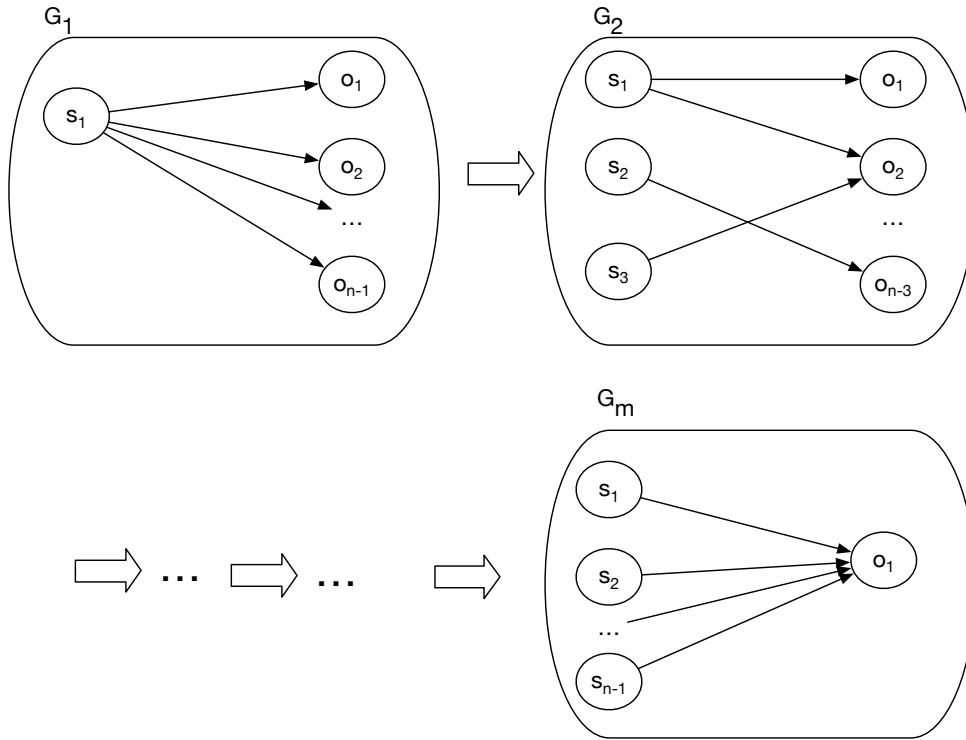 G1
s1
o1
o2
...
on-1
G2
s1
s2
s3
o1
o2
...
on-3
... ...
Gm
s1
s2
...
sn-1
o1